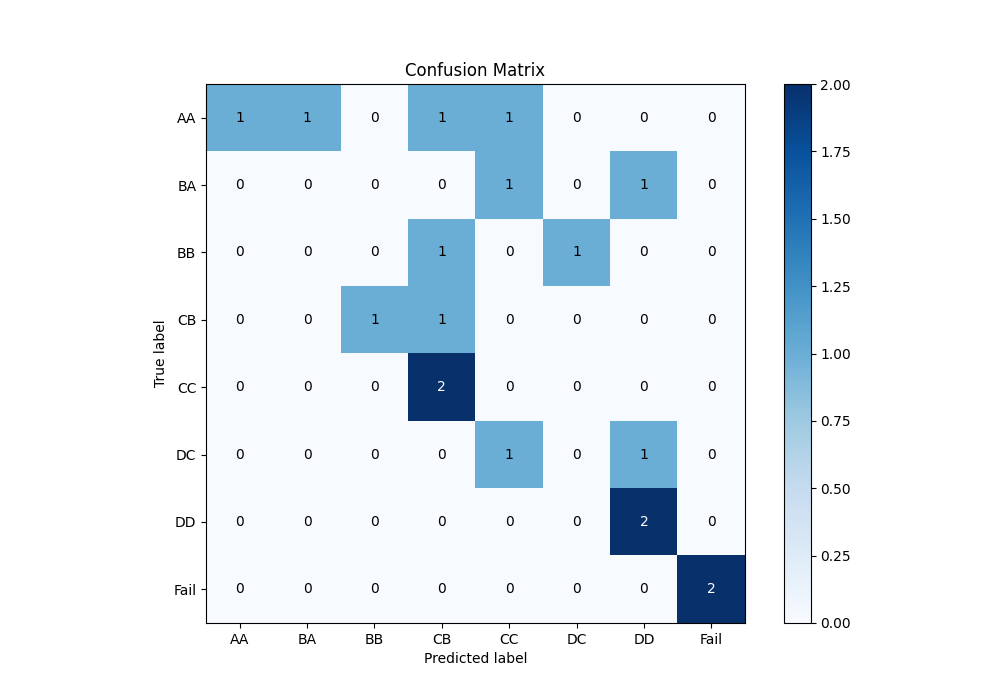 Confusion Matrix
True label
AA 1 1 0 1 1 0 0 0
BA 0 0 0 0 1 0 1 0
BB 0 0 0 1 0 1 0 0
CB 0 0 1 1 0 0 0 0
CC 0 0 0 2 0 0 0 0
DC 0 0 0 0 1 0 1 0
DD 0 0 0 0 0 0 2 0
Fail 0 0 0 0 0 0 0 2
AA BA BB CB CC DC DD Fail
Predicted label
2.00
1.75
1.50
1.25
1.00
0.75
0.50
0.25
0.00